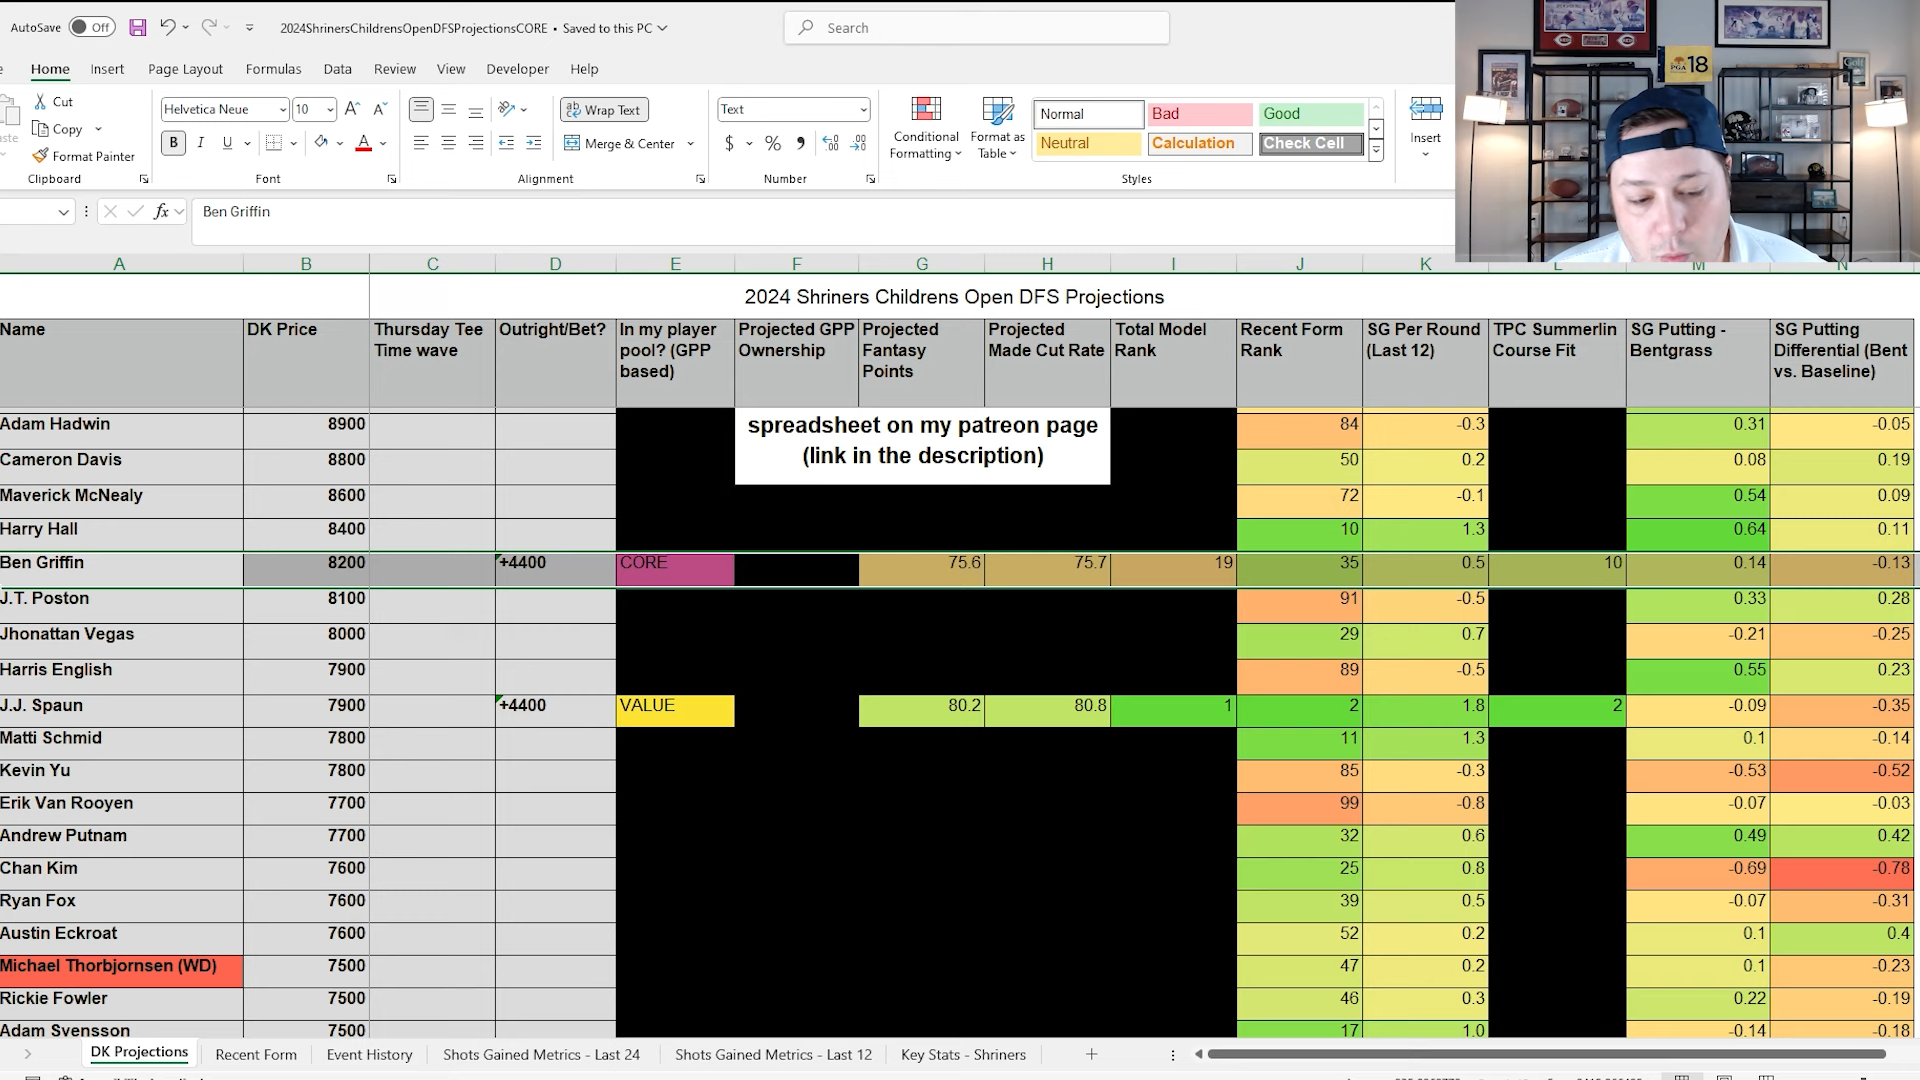 AutoSave Off 2024ShrinersChildrensOpenDFSProjectionsCORE • Saved to this PC Search
Home Insert Page Layout Formulas Data Review View Developer Help
Cut
Copy
Format Painter
Clipboard
Helvetica Neue 10
B I U A
Font
Wrap Text
Merge & Center
Alignment
Text
$ % ,
Number
Conditional Formatting
Format as Table
Normal Bad Good
Neutral Calculation Check Cell
Styles
Insert
PGA 18
fx Ben Griffin
A B C D E F G H I J K L M N
2024 Shriners Childrens Open DFS Projections
Name DK Price Thursday Tee Time wave Outright/Bet? In my player pool? (GPP based) Projected GPP Ownership Projected Fantasy Points Projected Made Cut Rate Total Model Rank Recent Form Rank SG Per Round (Last 12) TPC Summerlin Course Fit SG Putting - Bentgrass SG Putting Differential (Bent vs. Baseline)
spreadsheet on my patreon page
(link in the description)
Adam Hadwin 8900 84 -0.3 0.31 -0.05
Cameron Davis 8800 50 0.2 0.08 0.19
Maverick McNealy 8600 72 -0.1 0.54 0.09
Harry Hall 8400 10 1.3 0.64 0.11
Ben Griffin 8200 +4400 CORE 75.6 75.7 19 35 0.5 10 0.14 -0.13
J.T. Poston 8100 91 -0.5 0.33 0.28
Jhonattan Vegas 8000 29 0.7 -0.21 -0.25
Harris English 7900 89 -0.5 0.55 0.23
J.J. Spaun 7900 +4400 VALUE 80.2 80.8 1 2 1.8 2 -0.09 -0.35
Matti Schmid 7800 11 1.3 0.1 -0.14
Kevin Yu 7800 85 -0.3 -0.53 -0.52
Erik Van Rooyen 7700 99 -0.8 -0.07 -0.03
Andrew Putnam 7700 32 0.6 0.49 0.42
Chan Kim 7600 25 0.8 -0.69 -0.78
Ryan Fox 7600 39 0.5 -0.07 -0.31
Austin Eckroat 7600 52 0.2 0.1 0.4
Michael Thorbjornsen (WD) 7500 47 0.2 0.1 -0.23
Rickie Fowler 7500 46 0.3 0.22 -0.19
Adam Svensson 7500 17 1.0 -0.14 -0.18
DK Projections Recent Form Event History Shots Gained Metrics - Last 24 Shots Gained Metrics - Last 12 Key Stats - Shriners